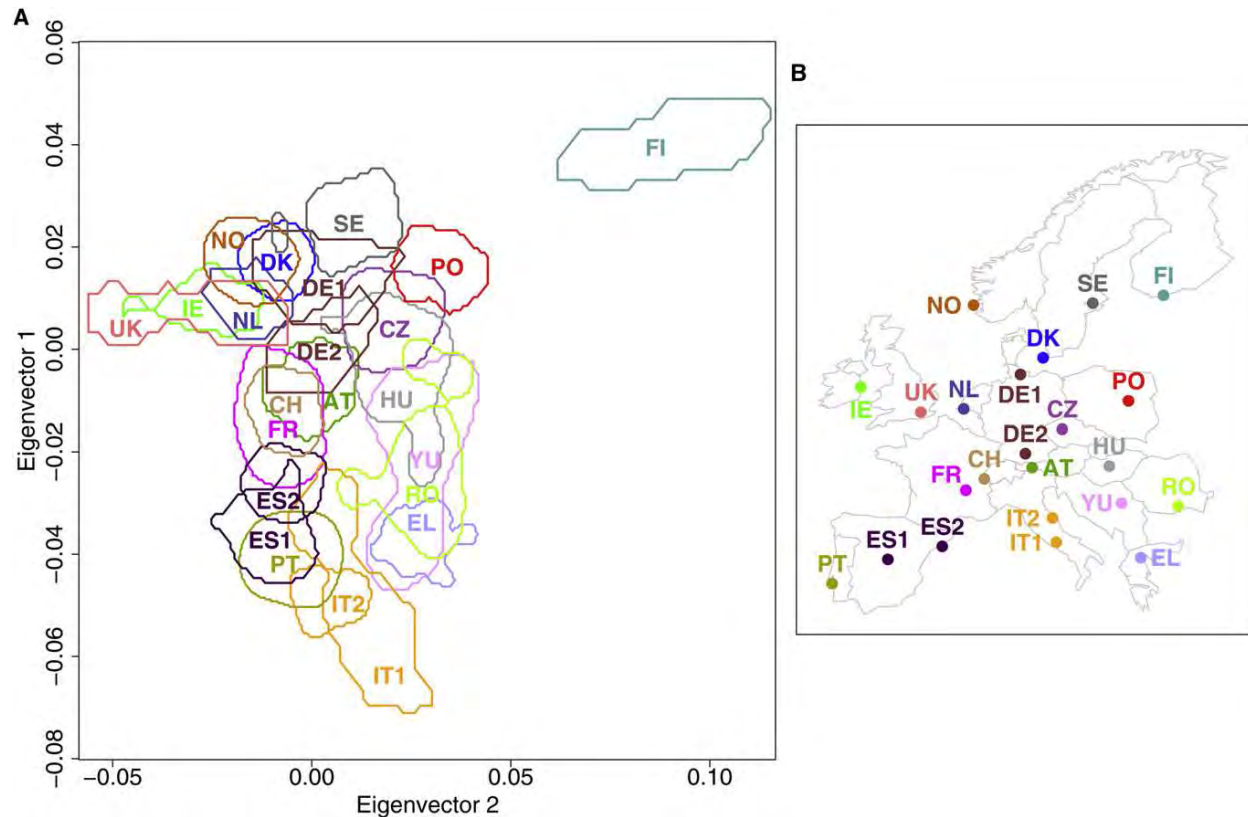 A
0.06
0.04
0.02
0.00
−0.02
−0.04
−0.06
−0.08
Eigenvector 1
FI
SE
NO
DK
PO
DE1
IE
NL
UK
CZ
DE2
CH
AT
HU
FR
YU
ES2
RO
EL
ES1
PT
IT2
IT1
−0.05
0.00
0.05
0.10
Eigenvector 2
B
FI
SE
NO
DK
DE1
PO
IE
UK
NL
CZ
DE2
HU
CH
AT
FR
YU
RO
IT2
ES1
ES2
IT1
PT
EL